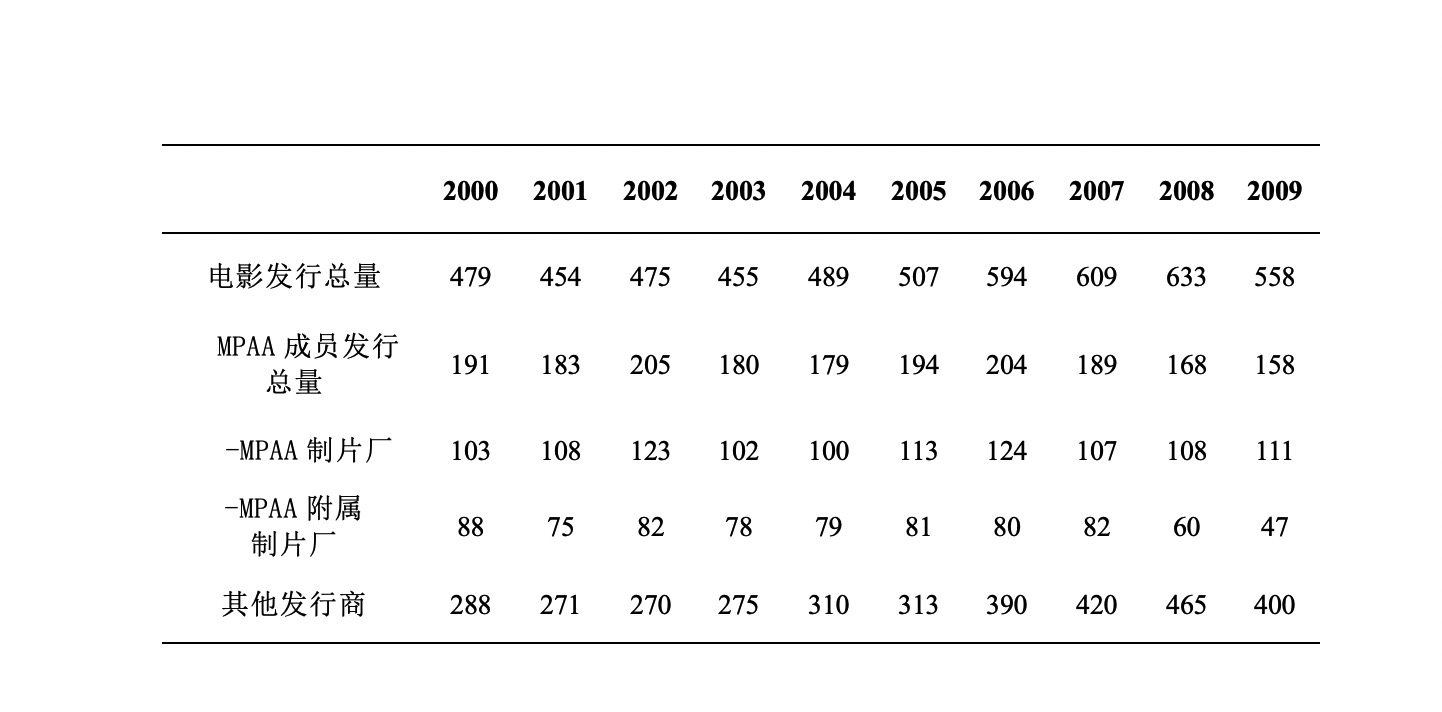 2000 2001 2002 2003 2004 2005 2006 2007 2008 2009
电影发行总量 479 454 475 455 489 507 594 609 633 558
MPAA 成员发行
总量 191 183 205 180 179 194 204 189 168 158
-MPAA 制片厂 103 108 123 102 100 113 124 107 108 111
-MPAA 附属
制片厂 88 75 82 78 79 81 80 82 60 47
其他发行商 288 271 270 275 310 313 390 420 465 400